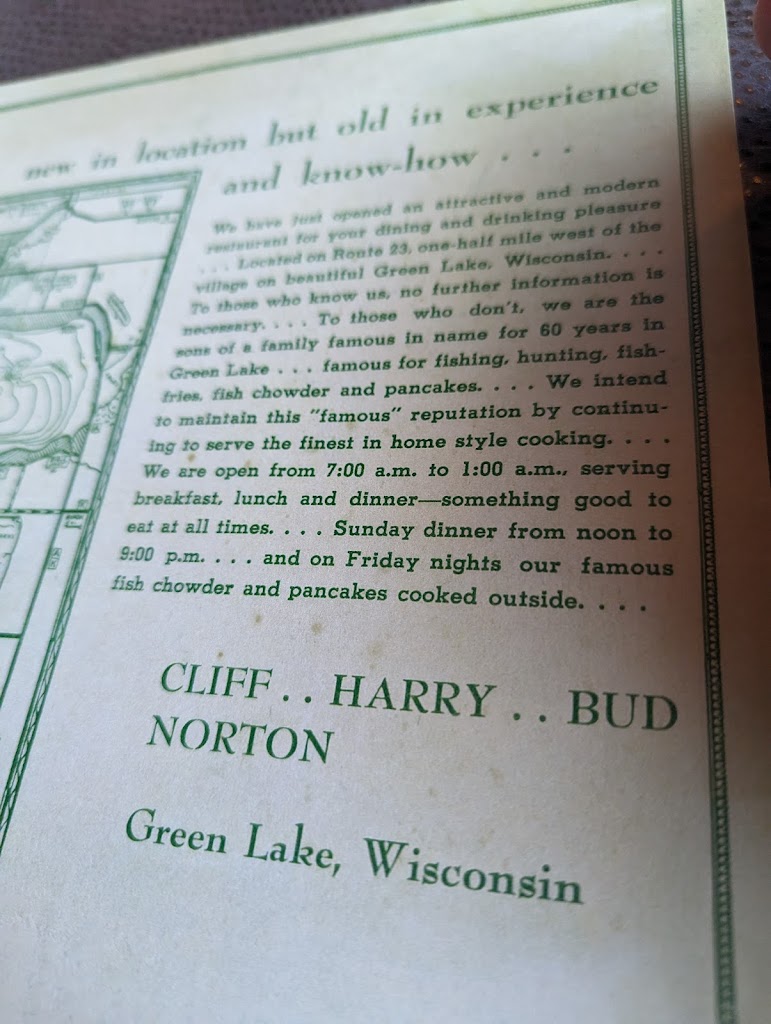 new in location but old in experience
and know-how . . .
We have just opened an attractive and modern
restaurant for your dining and drinking pleasure
. . . Located on Route 23, one-half mile west of the
village on beautiful Green Lake, Wisconsin. . . .
To those who know us, no further information is
necessary. . . . To those who don't, we are the
sons of a family famous in name for 60 years in
Green Lake . . . famous for fishing, hunting, fish-
fries, fish chowder and pancakes. . . . We intend
to maintain this "famous" reputation by continu-
ing to serve the finest in home style cooking. . . .
We are open from 7:00 a.m. to 1:00 a.m., serving
breakfast, lunch and dinner—something good to
eat at all times. . . . Sunday dinner from noon to
9:00 p.m. . . . and on Friday nights our famous
fish chowder and pancakes cooked outside. . . .
CLIFF . . HARRY . . BUD
NORTON
Green Lake, Wisconsin